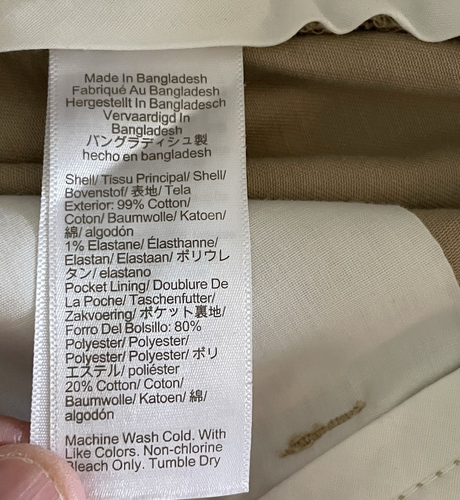 Made In Bangladesh
Fabriqué Au Bangladesh
Hergestellt In Bangladesch
Vervaardigd In
Bangladesh
バングラディシュ製
hecho en bangladesh
Shell/ Tissu Principal/ Shell/
Bovenstof/ 表地/ Tela
Exterior: 99% Cotton/
Coton/ Baumwolle/ Katoen/
綿/ algodón
1% Elastane/ Élasthanne/
Elastan/ Elastaan/ ポリウレ
タン/ elastano
Pocket Lining/ Doublure De
La Poche/ Taschenfutter/
Zakvoering/ ポケット裏地/
Forro Del Bolsillo: 80%
Polyester/ Polyester/
Polyester/ Polyester/ ポリ
エステル/ poliéster
20% Cotton/ Coton/
Baumwolle/ Katoen/ 綿/
algodón
Machine Wash Cold. With
Like Colors. Non-chlorine
Bleach Only. Tumble Dry